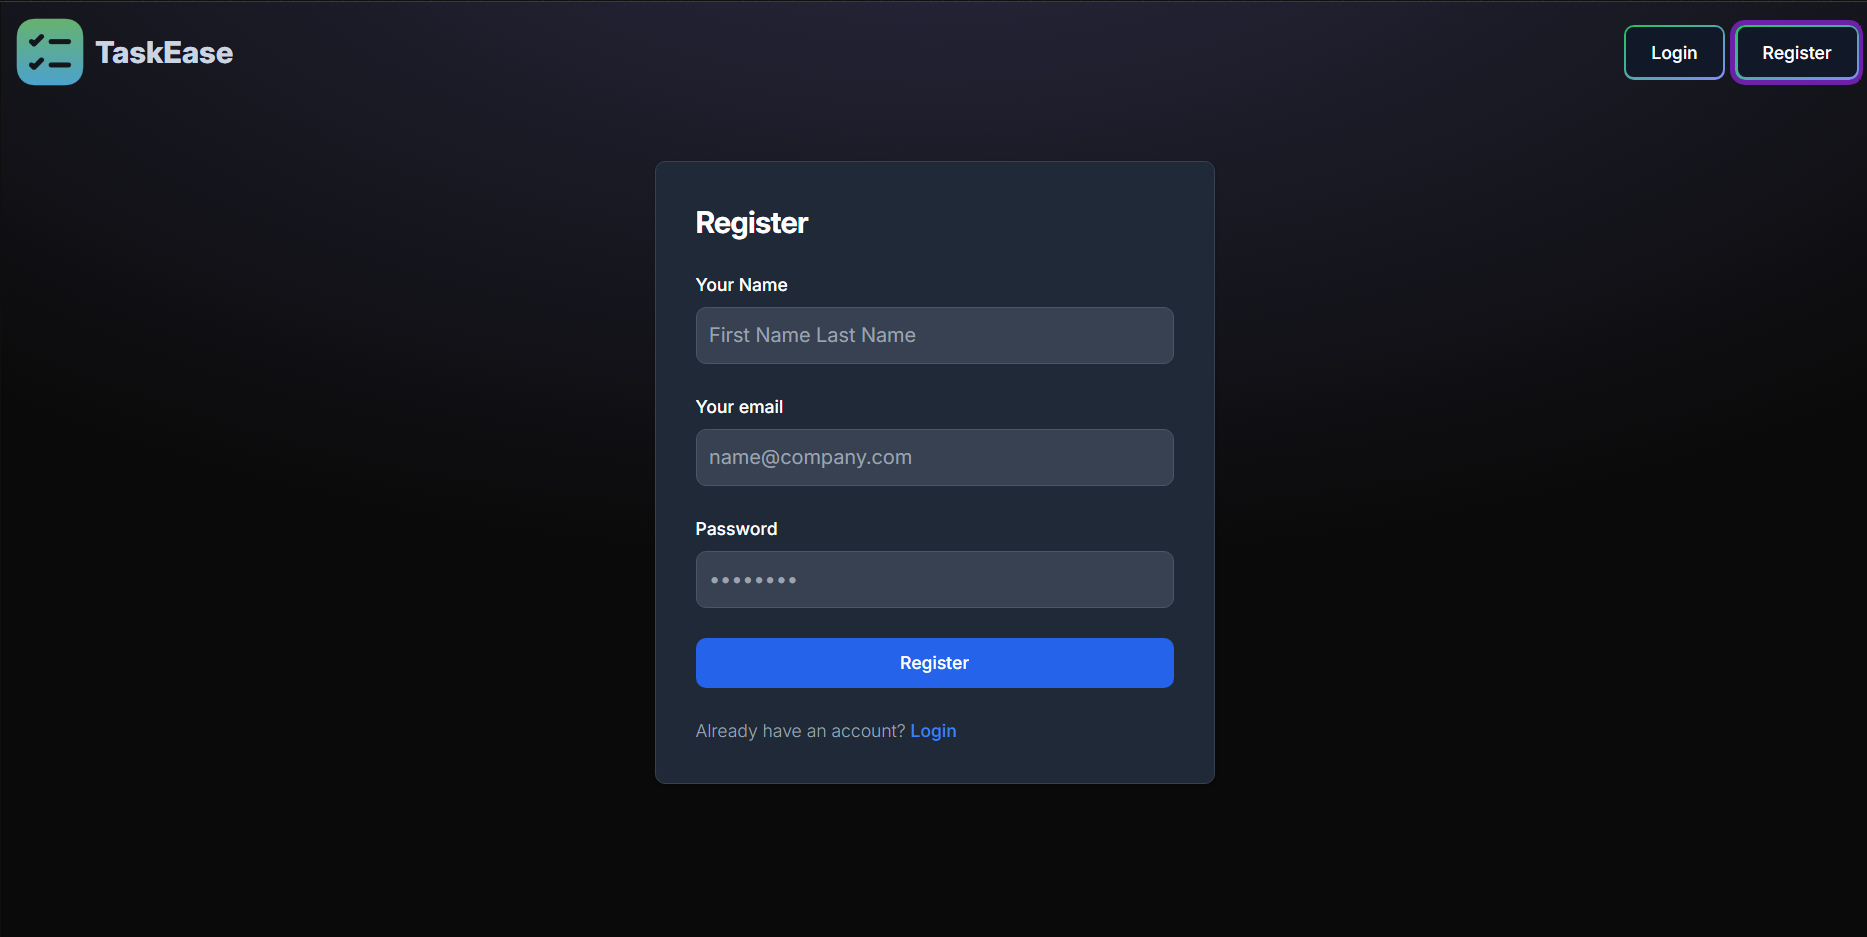 TaskEase
Login
Register
Register
Your Name
First Name Last Name
Your email
name@company.com
Password
••••••••
Register
Already have an account? Login